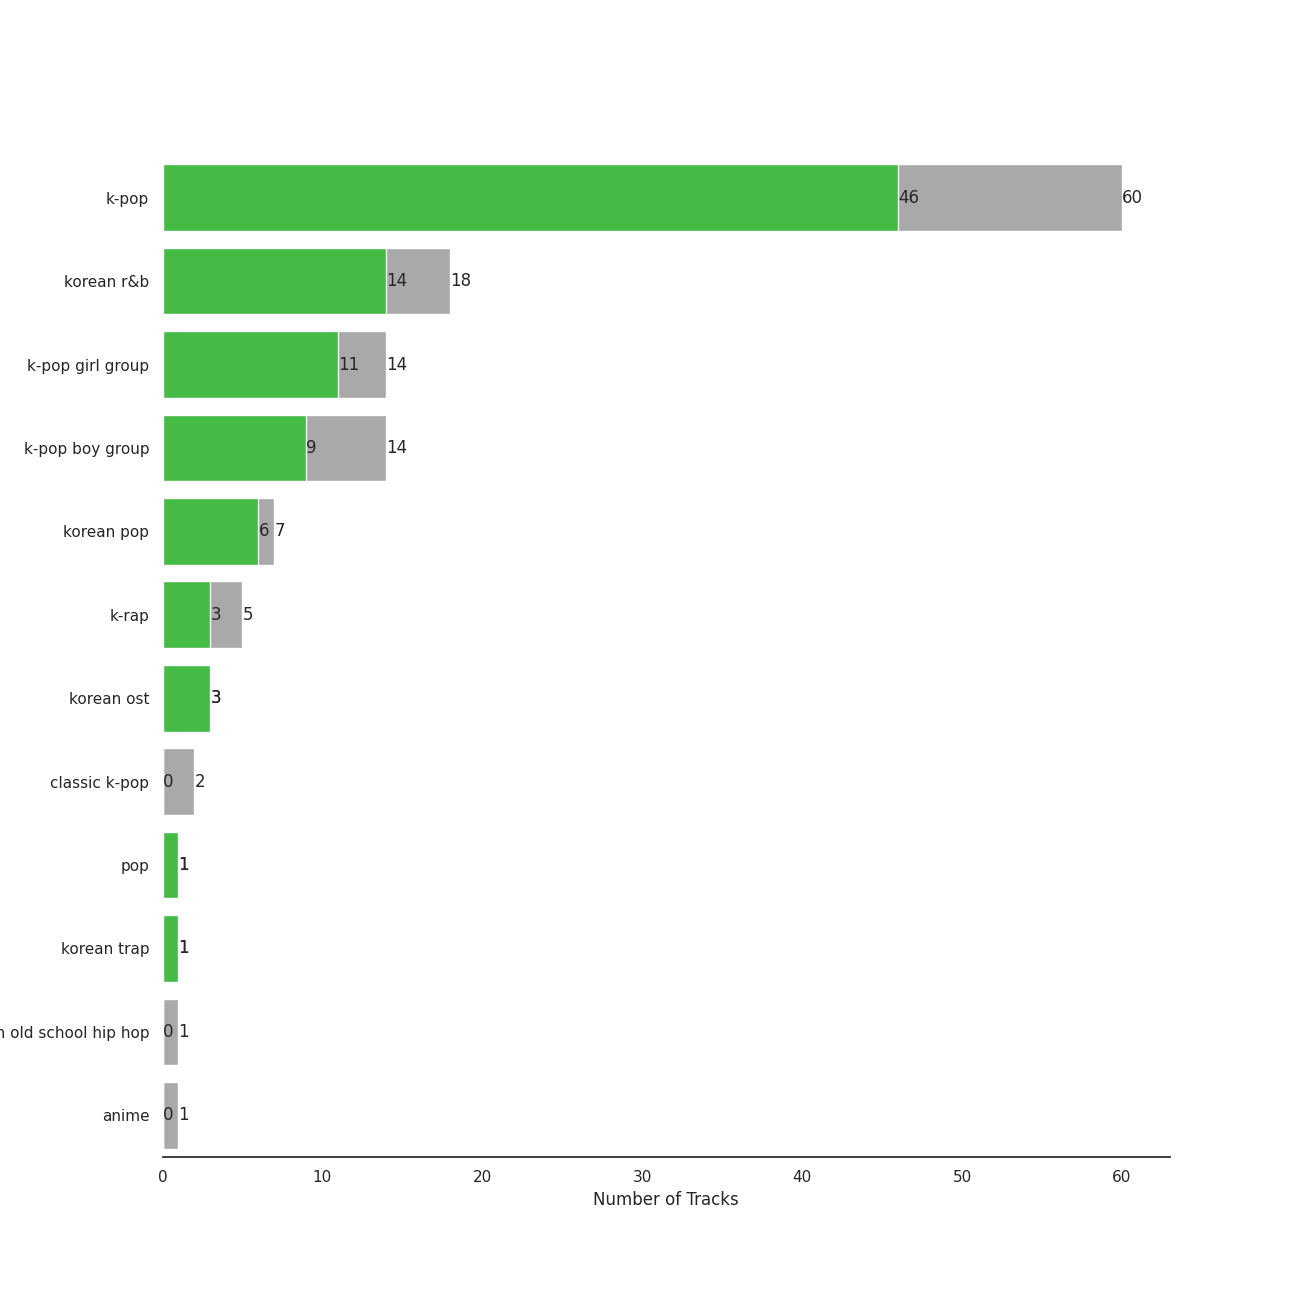 k-pop 46 60
korean r&b 14 18
k-pop girl group 11 14
k-pop boy group 9 14
korean pop 6 7
k-rap 3 5
korean ost 3
classic k-pop 0 2
pop 1
korean trap 1
old school hip hop 0 1
anime 0 1
0 10 20 30 40 50 60
Number of Tracks